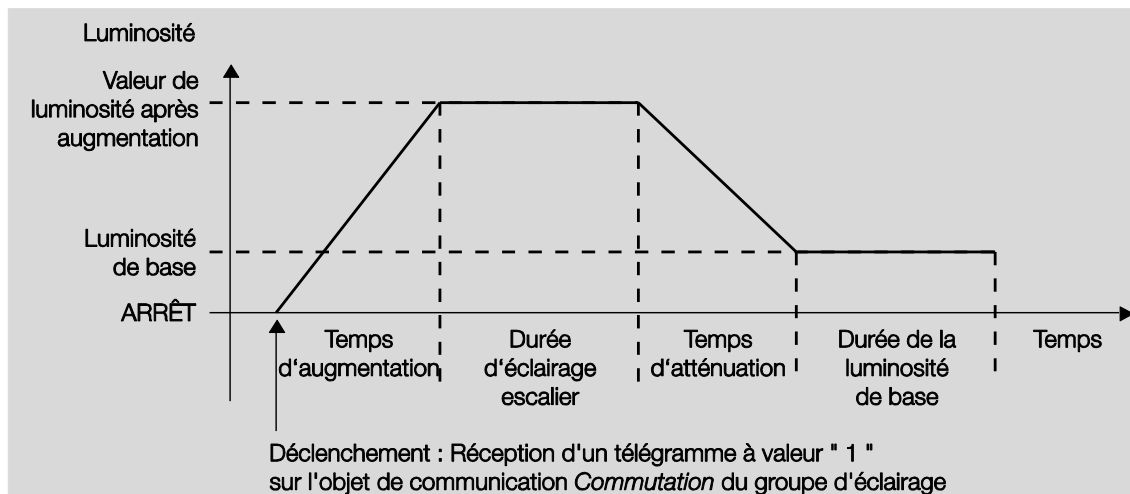 Luminosité
Valeur de
luminosité après
augmentation
Luminosité
de base
ARRÊT
Temps
d'augmentation
Durée
d'éclairage
escalier
Temps
d'atténuation
Durée de la
luminosité
de base
Temps
Déclenchement : Réception d'un télégramme à valeur " 1 "
sur l'objet de communication Commutation du groupe d'éclairage